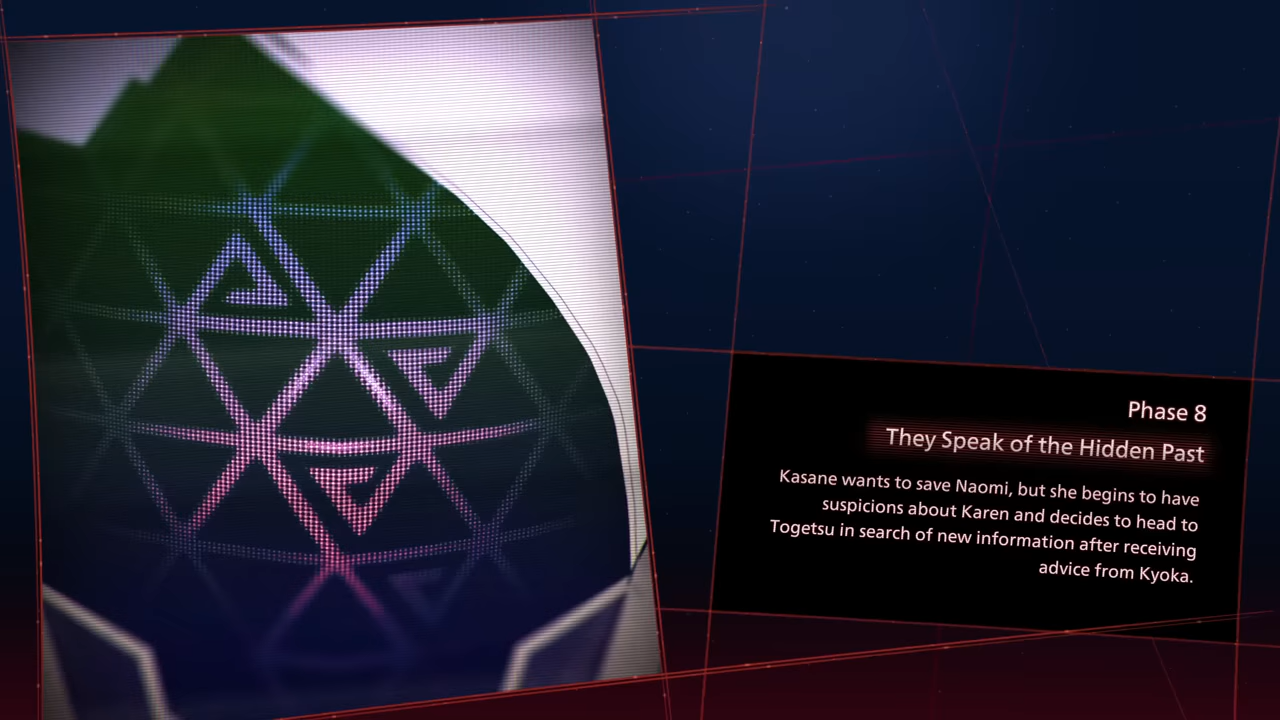 Phase 8
They Speak of the Hidden Past
Kasane wants to save Naomi, but she begins to have
suspicions about Karen and decides to head to
Togetsu in search of new information after receiving
advice from Kyoka.